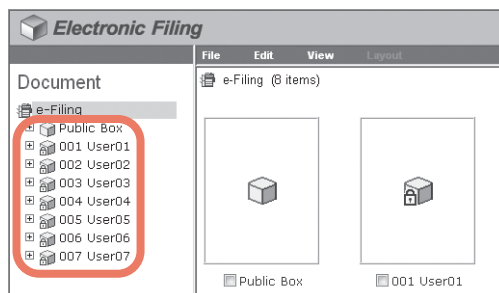 Electronic Filing
File Edit View Layout
Document
e-Filing (8 items)
e-Filing
Public Box
001 User01
002 User02
003 User03
004 User04
005 User05
006 User06
007 User07
Public Box
001 User01